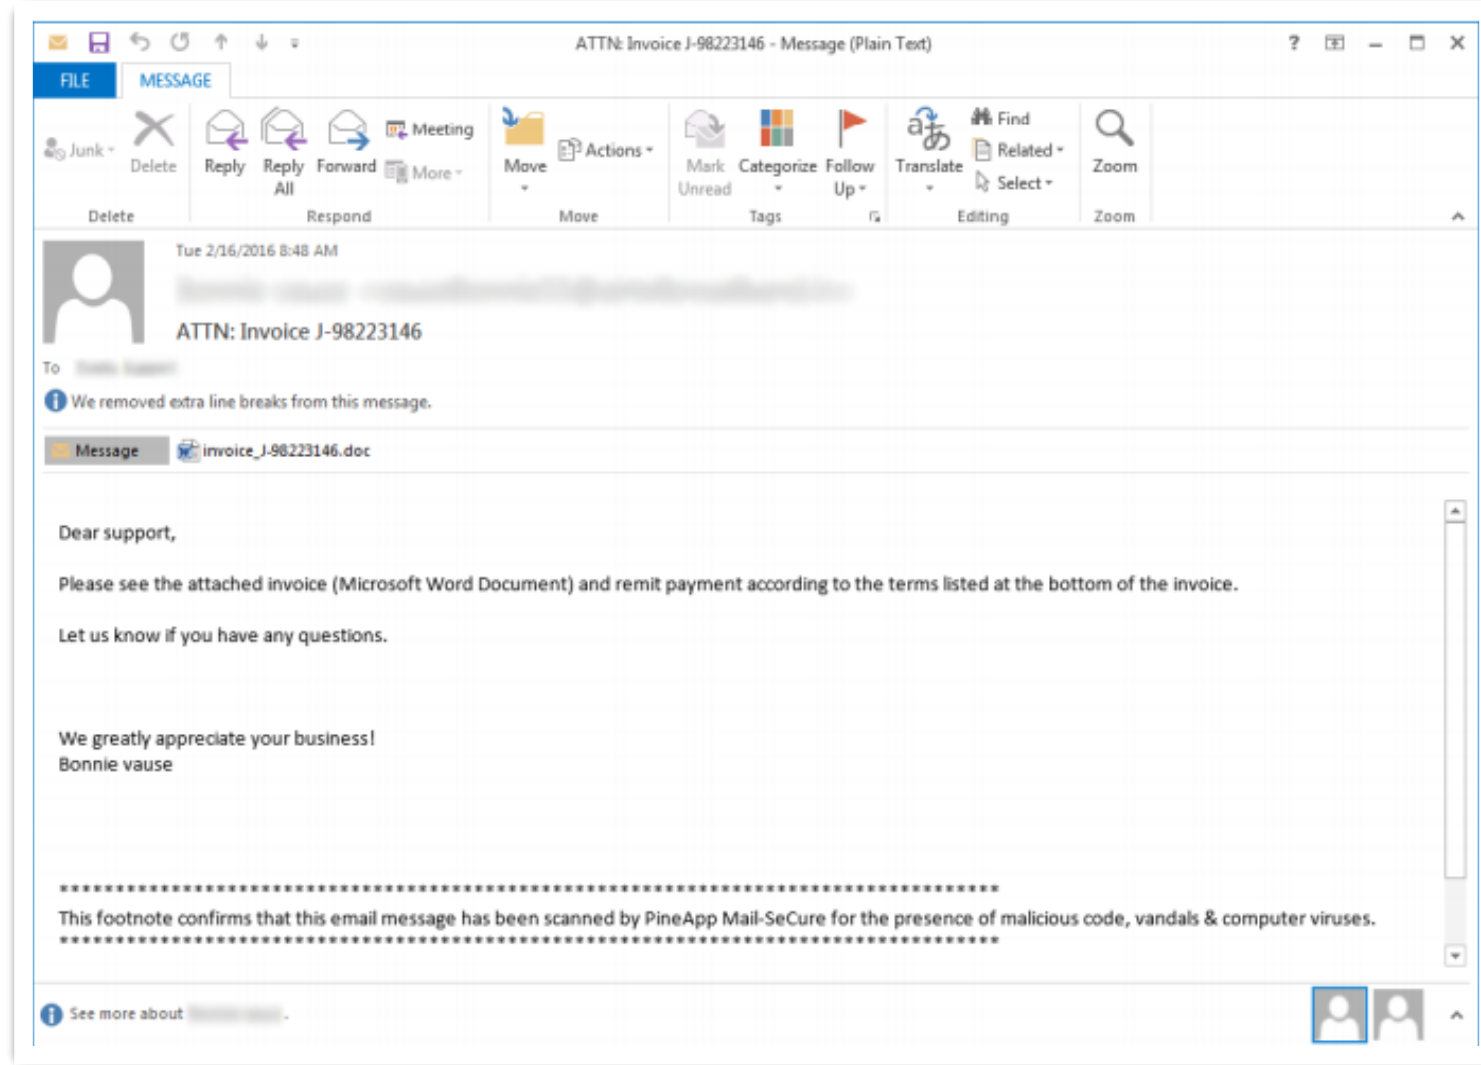 ATTN: Invoice J-98223146 - Message (Plain Text)
?
FILE MESSAGE
Junk
Delete
Reply
Reply All
Forward
Meeting
More
Move
Actions
Mark Unread
Categorize
Follow Up
Translate
Find
Related
Select
Zoom
Delete Respond Move Tags Editing Zoom
Tue 2/16/2016 8:48 AM
ATTN: Invoice J-98223146
To
We removed extra line breaks from this message.
Message invoice_J-98223146.doc
Dear support,
Please see the attached invoice (Microsoft Word Document) and remit payment according to the terms listed at the bottom of the invoice.
Let us know if you have any questions.
We greatly appreciate your business!
Bonnie vause
************************************************************************************
This footnote confirms that this email message has been scanned by PineApp Mail-SeCure for the presence of malicious code, vandals & computer viruses.
************************************************************************************
See more about .